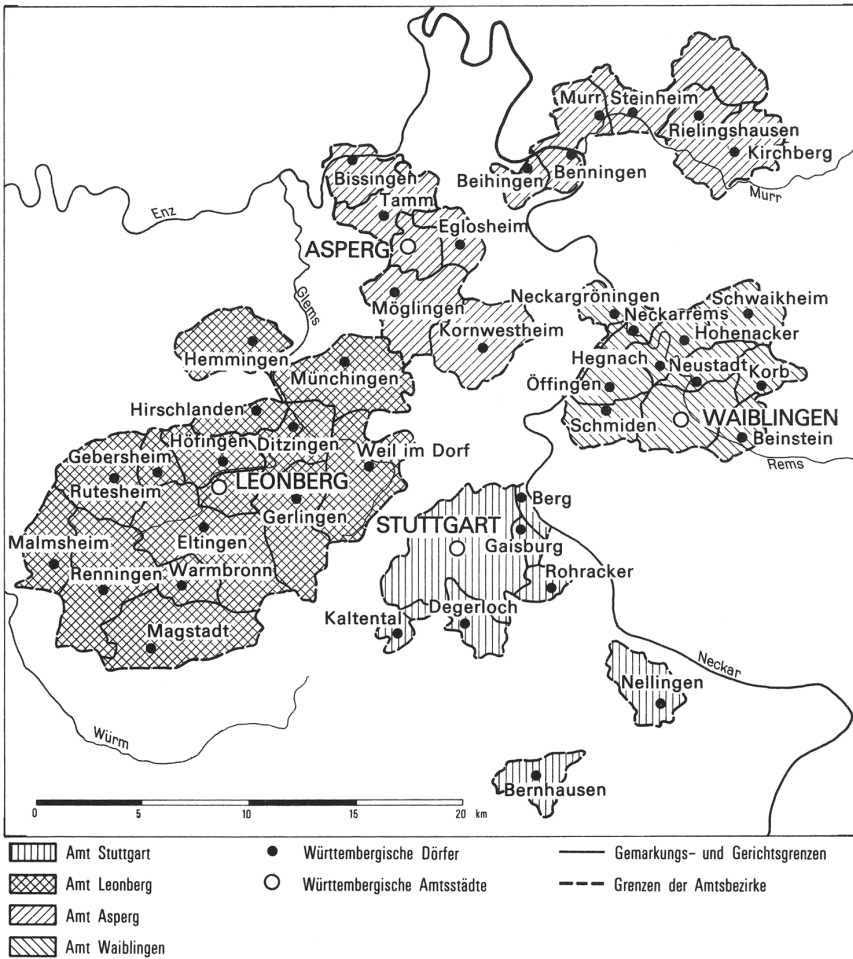 Murr Steinheim
Rielingshausen
Kirchberg
Bissingen
Beihingen
Benningen
Murr
Tamm
Enz
Eglosheim
ASPERG
Glems
Möglingen
Neckargröningen
Schwaikheim
Neckarrems
Kornwestheim
Hohenacker
Hemmingen
Hegnach
Neustadt
Korb
Münchingen
Öffingen
Hirschlanden
Schmiden
WAIBLINGEN
Höfingen
Ditzingen
Beinstein
Gebersheim
Weil im Dorf
Rems
Rutesheim
LEONBERG
Berg
Gerlingen
STUTTGART
Malmsheim
Eltingen
Gaisburg
Renningen
Warmbronn
Rohracker
Kaltental
Degerloch
Magstadt
Neckar
Nellingen
Würm
Bernhausen
0 5 10 15 20 km
Amt Stuttgart
Württembergische Dörfer
Gemarkungs- und Gerichtsgrenzen
Amt Leonberg
Württembergische Amtsstädte
Grenzen der Amtsbezirke
Amt Asperg
Amt Waiblingen